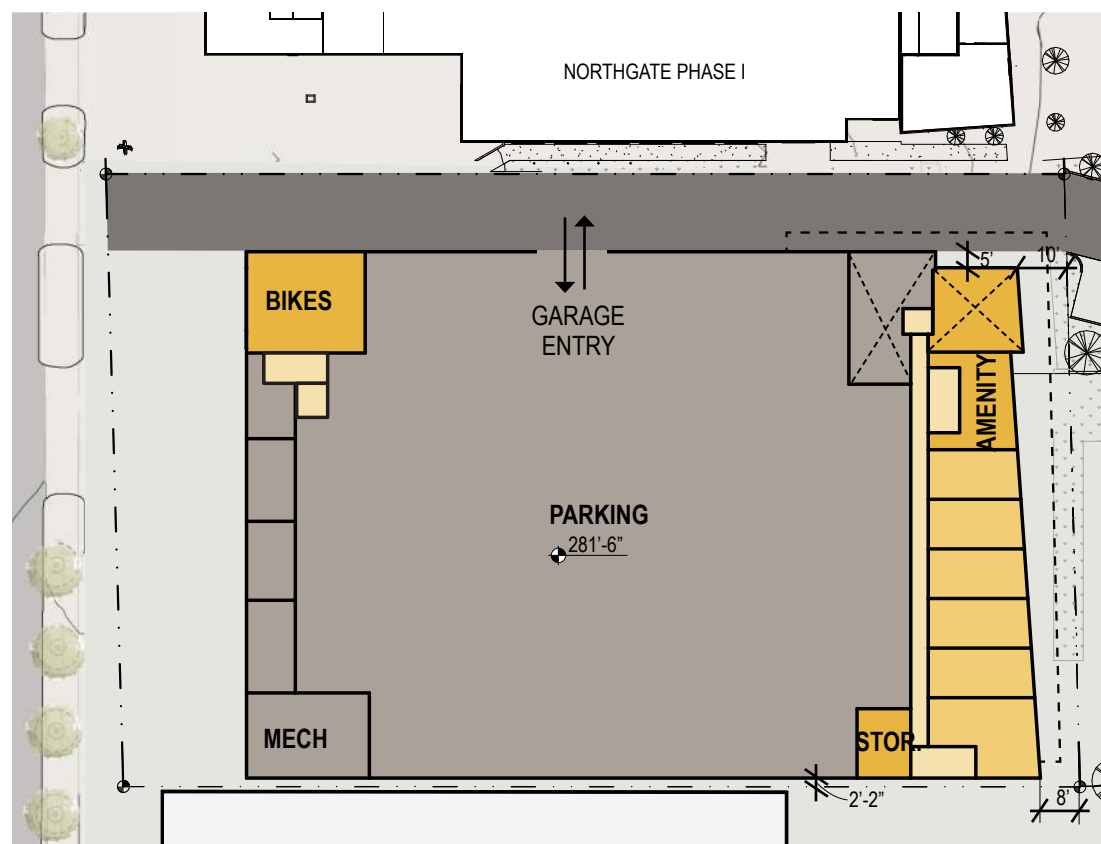 NORTHGATE PHASE I
5'
10'
BIKES
GARAGE
ENTRY
AMENITY
PARKING
281'-6"
MECH
STOR.
2'-2"
8'